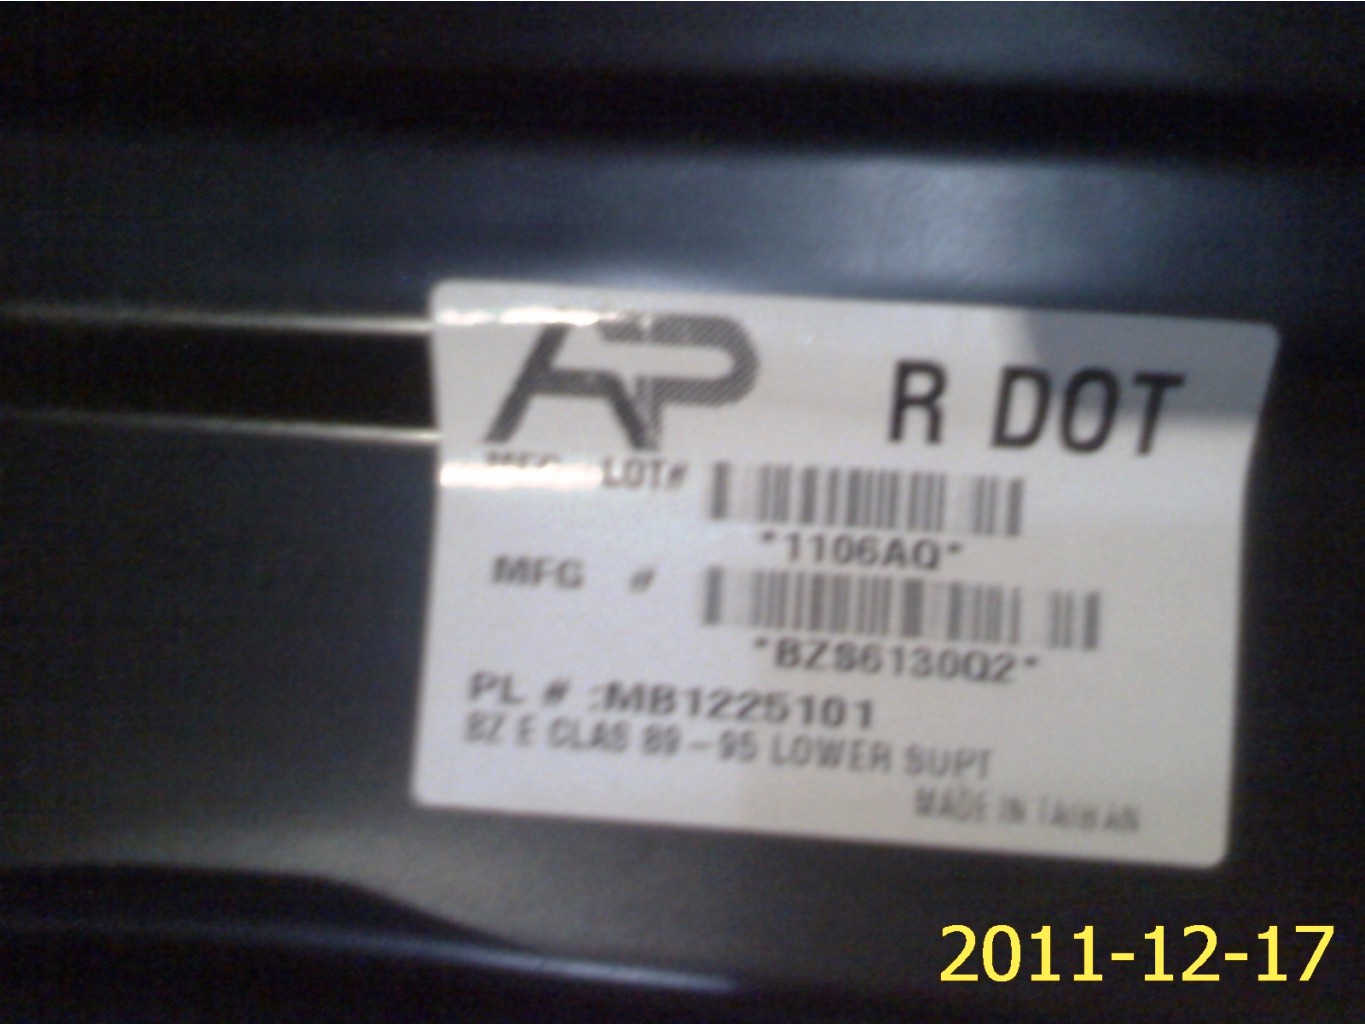 AP R DOT
MFG LOT#
*1106AQ*
MFG #
*BZS6130Q2*
PL # :MB1225101
BZ E CLAS 89-95 LOWER SUPT
MADE IN TAIWAN
2011-12-17